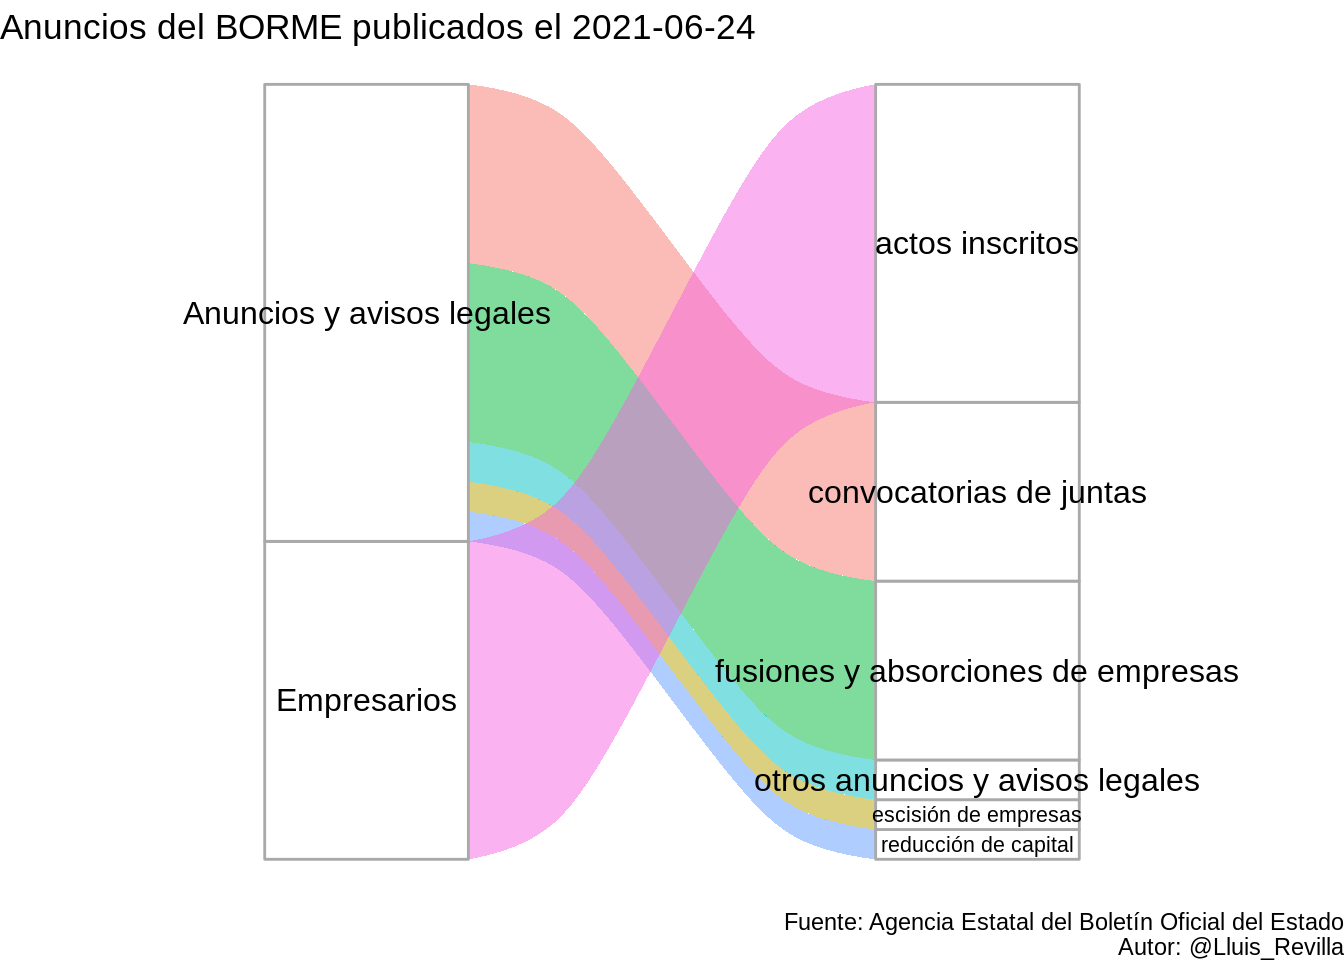 Anuncios del BORME publicados el 2021-06-24
actos inscritos
Anuncios y avisos legales
convocatorias de juntas
fusiones y absorciones de empresas
Empresarios
otros anuncios y avisos legales
escisión de empresas
reducción de capital
Fuente: Agencia Estatal del Boletín Oficial del Estado
Autor: @Lluis_Revilla